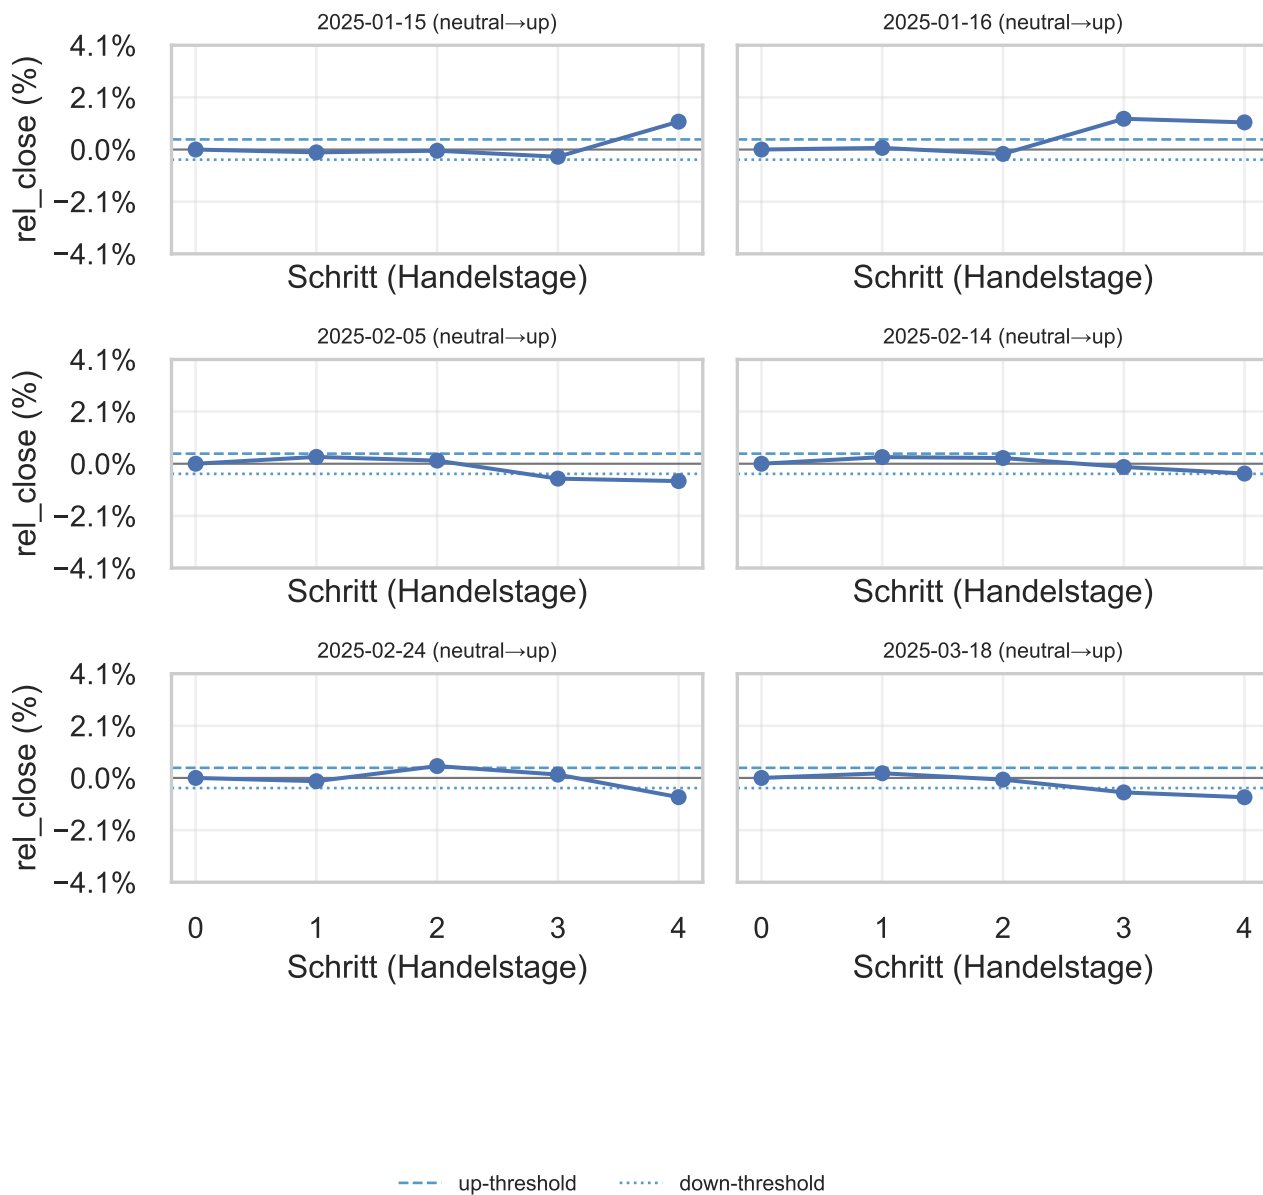 2025-01-15 (neutral→up)
2025-01-16 (neutral→up)
4.1%
2.1%
0.0%
−2.1%
−4.1%
rel_close (%)
Schritt (Handelstage)
Schritt (Handelstage)
2025-02-05 (neutral→up)
2025-02-14 (neutral→up)
4.1%
2.1%
0.0%
−2.1%
−4.1%
rel_close (%)
Schritt (Handelstage)
Schritt (Handelstage)
2025-02-24 (neutral→up)
2025-03-18 (neutral→up)
4.1%
2.1%
0.0%
−2.1%
−4.1%
rel_close (%)
0 1 2 3 4
0 1 2 3 4
Schritt (Handelstage)
Schritt (Handelstage)
up-threshold
down-threshold